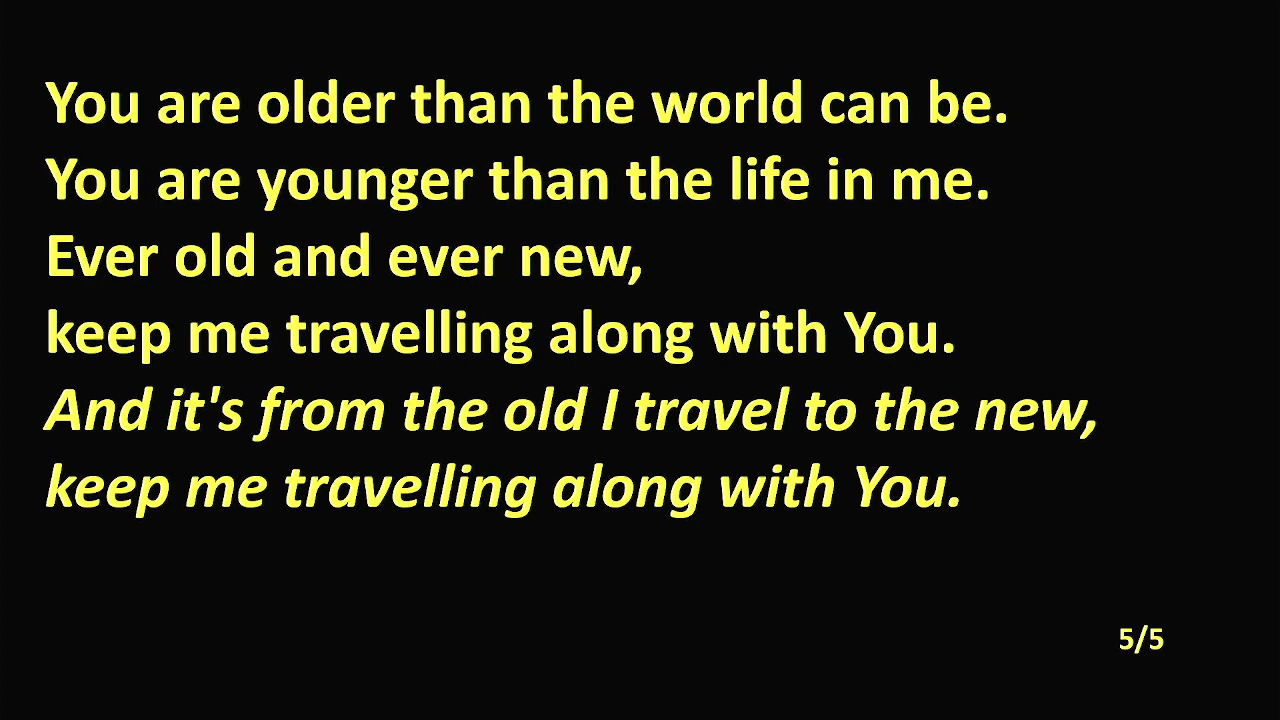 You are older than the world can be.
You are younger than the life in me.
Ever old and ever new,
keep me travelling along with You.
And it's from the old I travel to the new,
keep me travelling along with You.
5/5